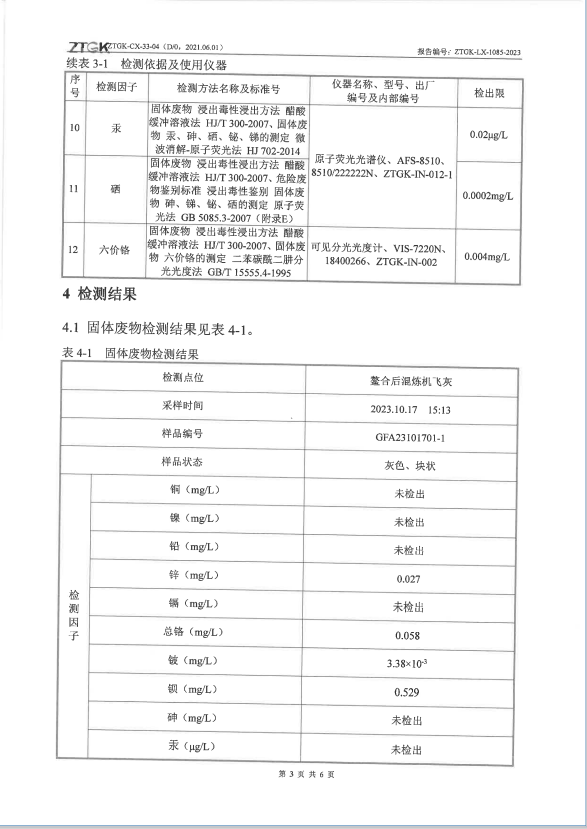 ZTGK ZTGK-CX-33-04（D/0，2021.06.01） 报告编号：ZTGK-LX-1085-2023
续表 3-1 检测依据及使用仪器
序号 检测因子 检测方法名称及标准号 仪器名称、型号、出厂编号及内部编号 检出限
10 汞
固体废物 浸出毒性浸出方法 醋酸
缓冲溶液法 HJ/T 300-2007、固体废
物 汞、砷、硒、铋、锑的测定 微
波消解-原子荧光法 HJ 702-2014
原子荧光光谱仪、AFS-8510、
8510/222222N、ZTGK-IN-012-1
0.02μg/L
11 硒
固体废物 浸出毒性浸出方法 醋酸
缓冲溶液法 HJ/T 300-2007、危险废
物鉴别标准 浸出毒性鉴别 固体废
物 砷、锑、铋、硒的测定 原子荧
光法 GB 5085.3-2007（附录E）
0.0002mg/L
12 六价铬
固体废物 浸出毒性浸出方法 醋酸
缓冲溶液法 HJ/T 300-2007、固体废
物 六价铬的测定 二苯碳酰二肼分
光光度法 GB/T 15555.4-1995
可见分光光度计、VIS-7220N、
18400266、ZTGK-IN-002
0.004mg/L
4 检测结果
4.1 固体废物检测结果见表 4-1。
表 4-1 固体废物检测结果
检测点位 螯合后混炼机飞灰
采样时间 2023.10.17 15:13
样品编号 GFA23101701-1
样品状态 灰色、块状
检测因子
铜（mg/L） 未检出
镍（mg/L） 未检出
铅（mg/L） 未检出
锌（mg/L） 0.027
镉（mg/L） 未检出
总铬（mg/L） 0.058
铍（mg/L） 3.38×10⁻³
钡（mg/L） 0.529
砷（mg/L） 未检出
汞（μg/L） 未检出
第 3 页 共 6 页